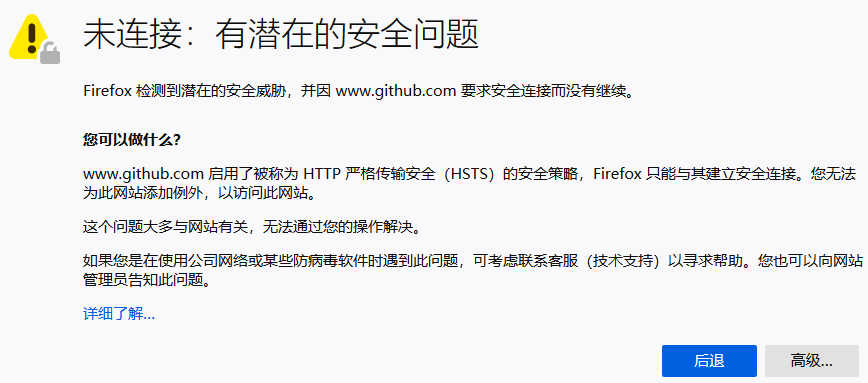 未连接：有潜在的安全问题
Firefox 检测到潜在的安全威胁，并因 www.github.com 要求安全连接而没有继续。
您可以做什么？
www.github.com 启用了被称为 HTTP 严格传输安全（HSTS）的安全策略，Firefox 只能与其建立安全连接。您无法
为此网站添加例外，以访问此网站。
这个问题大多与网站有关，无法通过您的操作解决。
如果您是在使用公司网络或某些防病毒软件时遇到此问题，可考虑联系客服（技术支持）以寻求帮助。您也可以向网站
管理员告知此问题。
详细了解...
后退
高级...